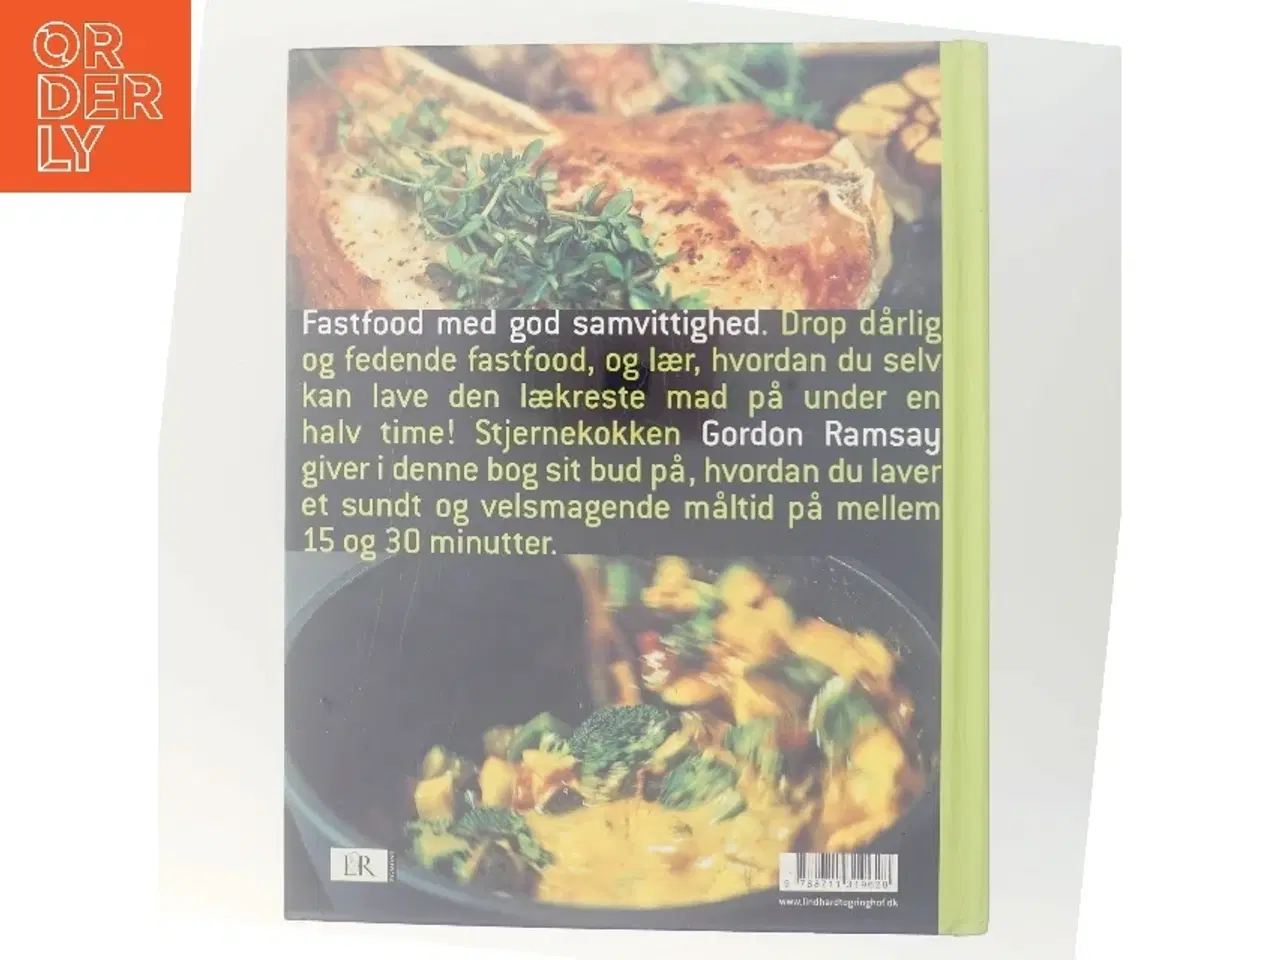 ORDERLY
Fastfood med god samvittighed. Drop dårlig
og fedende fastfood, og lær, hvordan du selv
kan lave den lækreste mad på under en
halv time! Stjernekokken Gordon Ramsay
giver i denne bog sit bud på, hvordan du laver
et sundt og velsmagende måltid på mellem
15 og 30 minutter.
L&R
www.lindhardtogringhof.dk